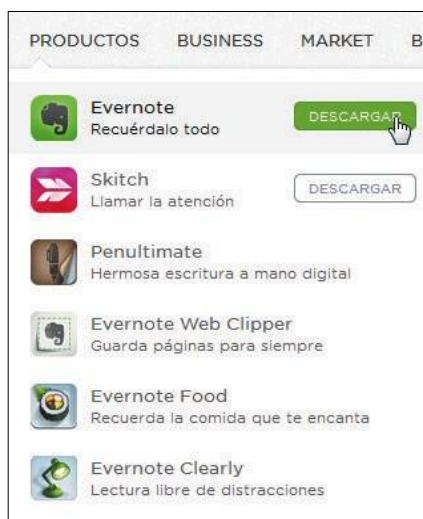 PRODUCTOS BUSINESS MARKET B
Evernote
Recuérdalo todo
DESCARGAR
Skitch
Llamar la atención
DESCARGAR
Penultimate
Hermosa escritura a mano digital
Evernote Web Clipper
Guarda páginas para siempre
Evernote Food
Recuerda la comida que te encanta
Evernote Clearly
Lectura libre de distracciones